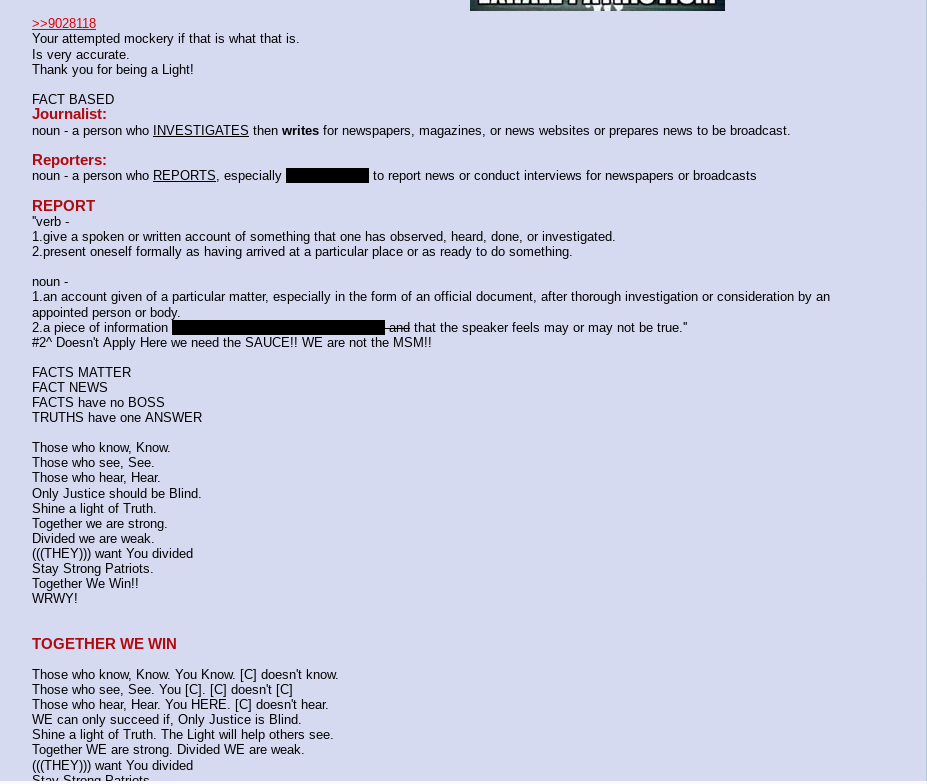 >>9028118
Your attempted mockery if that is what that is.
Is very accurate.
Thank you for being a Light!
FACT BASED
Journalist:
noun - a person who INVESTIGATES then writes for newspapers, magazines, or news websites or prepares news to be broadcast.
Reporters:
noun - a person who REPORTS, especially to report news or conduct interviews for newspapers or broadcasts
REPORT
"verb -
1.give a spoken or written account of something that one has observed, heard, done, or investigated.
2.present oneself formally as having arrived at a particular place or as ready to do something.
noun -
1.an account given of a particular matter, especially in the form of an official document, after thorough investigation or consideration by an
appointed person or body.
2.a piece of information and that the speaker feels may or may not be true."
#2^ Doesn't Apply Here we need the SAUCE!! WE are not the MSM!!
FACTS MATTER
FACT NEWS
FACTS have no BOSS
TRUTHS have one ANSWER
Those who know, Know.
Those who see, See.
Those who hear, Hear.
Only Justice should be Blind.
Shine a light of Truth.
Together we are strong.
Divided we are weak.
(((THEY))) want You divided
Stay Strong Patriots.
Together We Win!!
WRWY!
TOGETHER WE WIN
Those who know, Know. You Know. [C] doesn't know.
Those who see, See. You [C]. [C] doesn't [C]
Those who hear, Hear. You HERE. [C] doesn't hear.
WE can only succeed if, Only Justice is Blind.
Shine a light of Truth. The Light will help others see.
Together WE are strong. Divided WE are weak.
(((THEY))) want You divided
Stay Strong Patriots